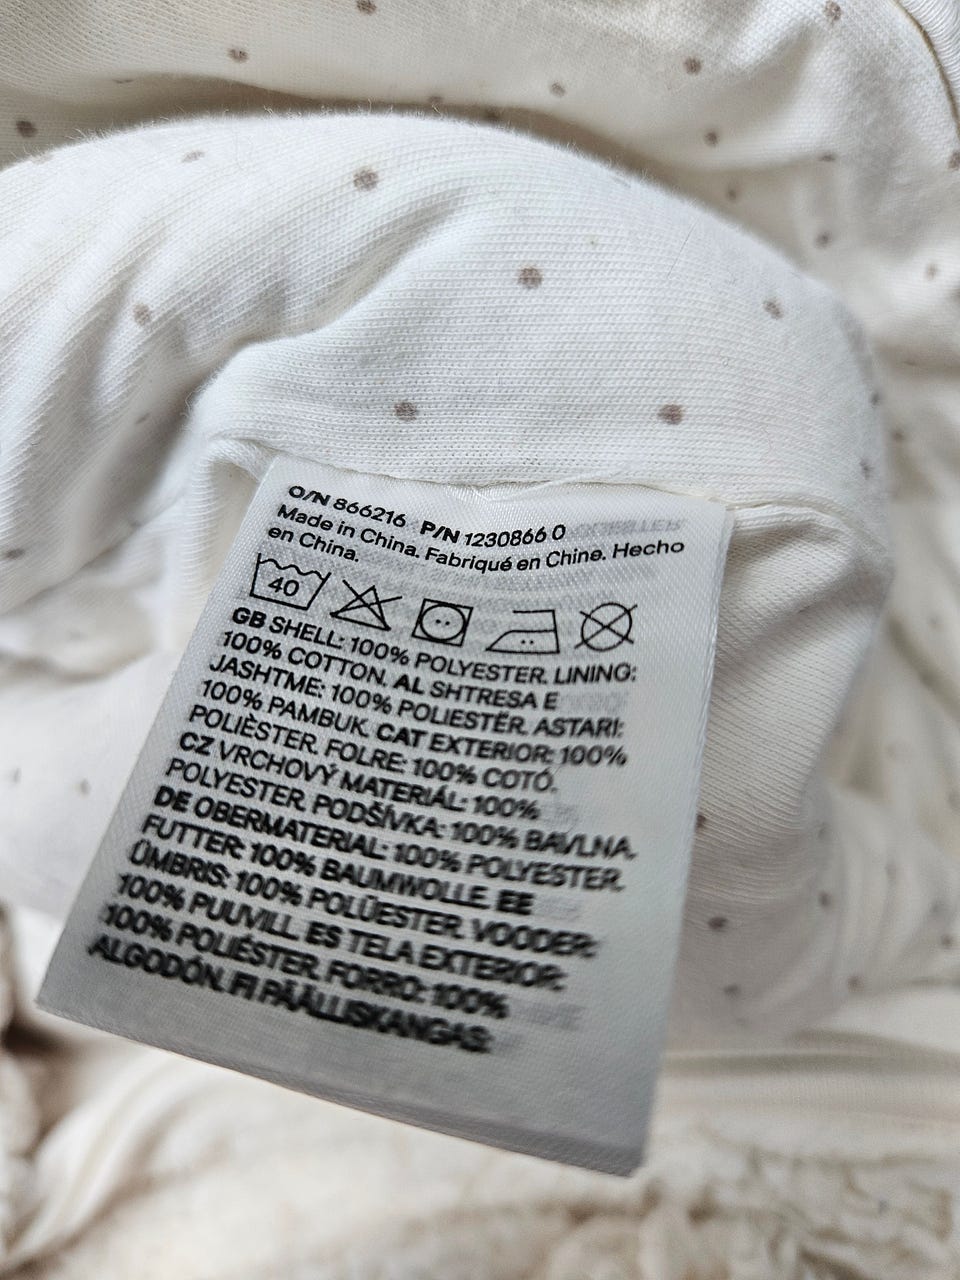 O/N 866216 P/N 1230866 0
Made in China. Fabriqué en Chine. Hecho
en China.
40
GB SHELL: 100% POLYESTER. LINING:
100% COTTON. AL SHTRESA E
JASHTME: 100% POLIESTËR. ASTARI:
100% PAMBUK. CAT EXTERIOR: 100%
POLIÈSTER. FOLRE: 100% COTÓ.
CZ VRCHOVÝ MATERIÁL: 100%
POLYESTER. PODŠÍVKA: 100% BAVLNA.
DE OBERMATERIAL: 100% POLYESTER.
FUTTER: 100% BAUMWOLLE. EE
ÜMBRIS: 100% POLÜESTER. VOODER:
100% PUUVILL. ES TELA EXTERIOR:
100% POLIÉSTER. FORRO: 100%
ALGODÓN. FI PÄÄLLISKANGAS: